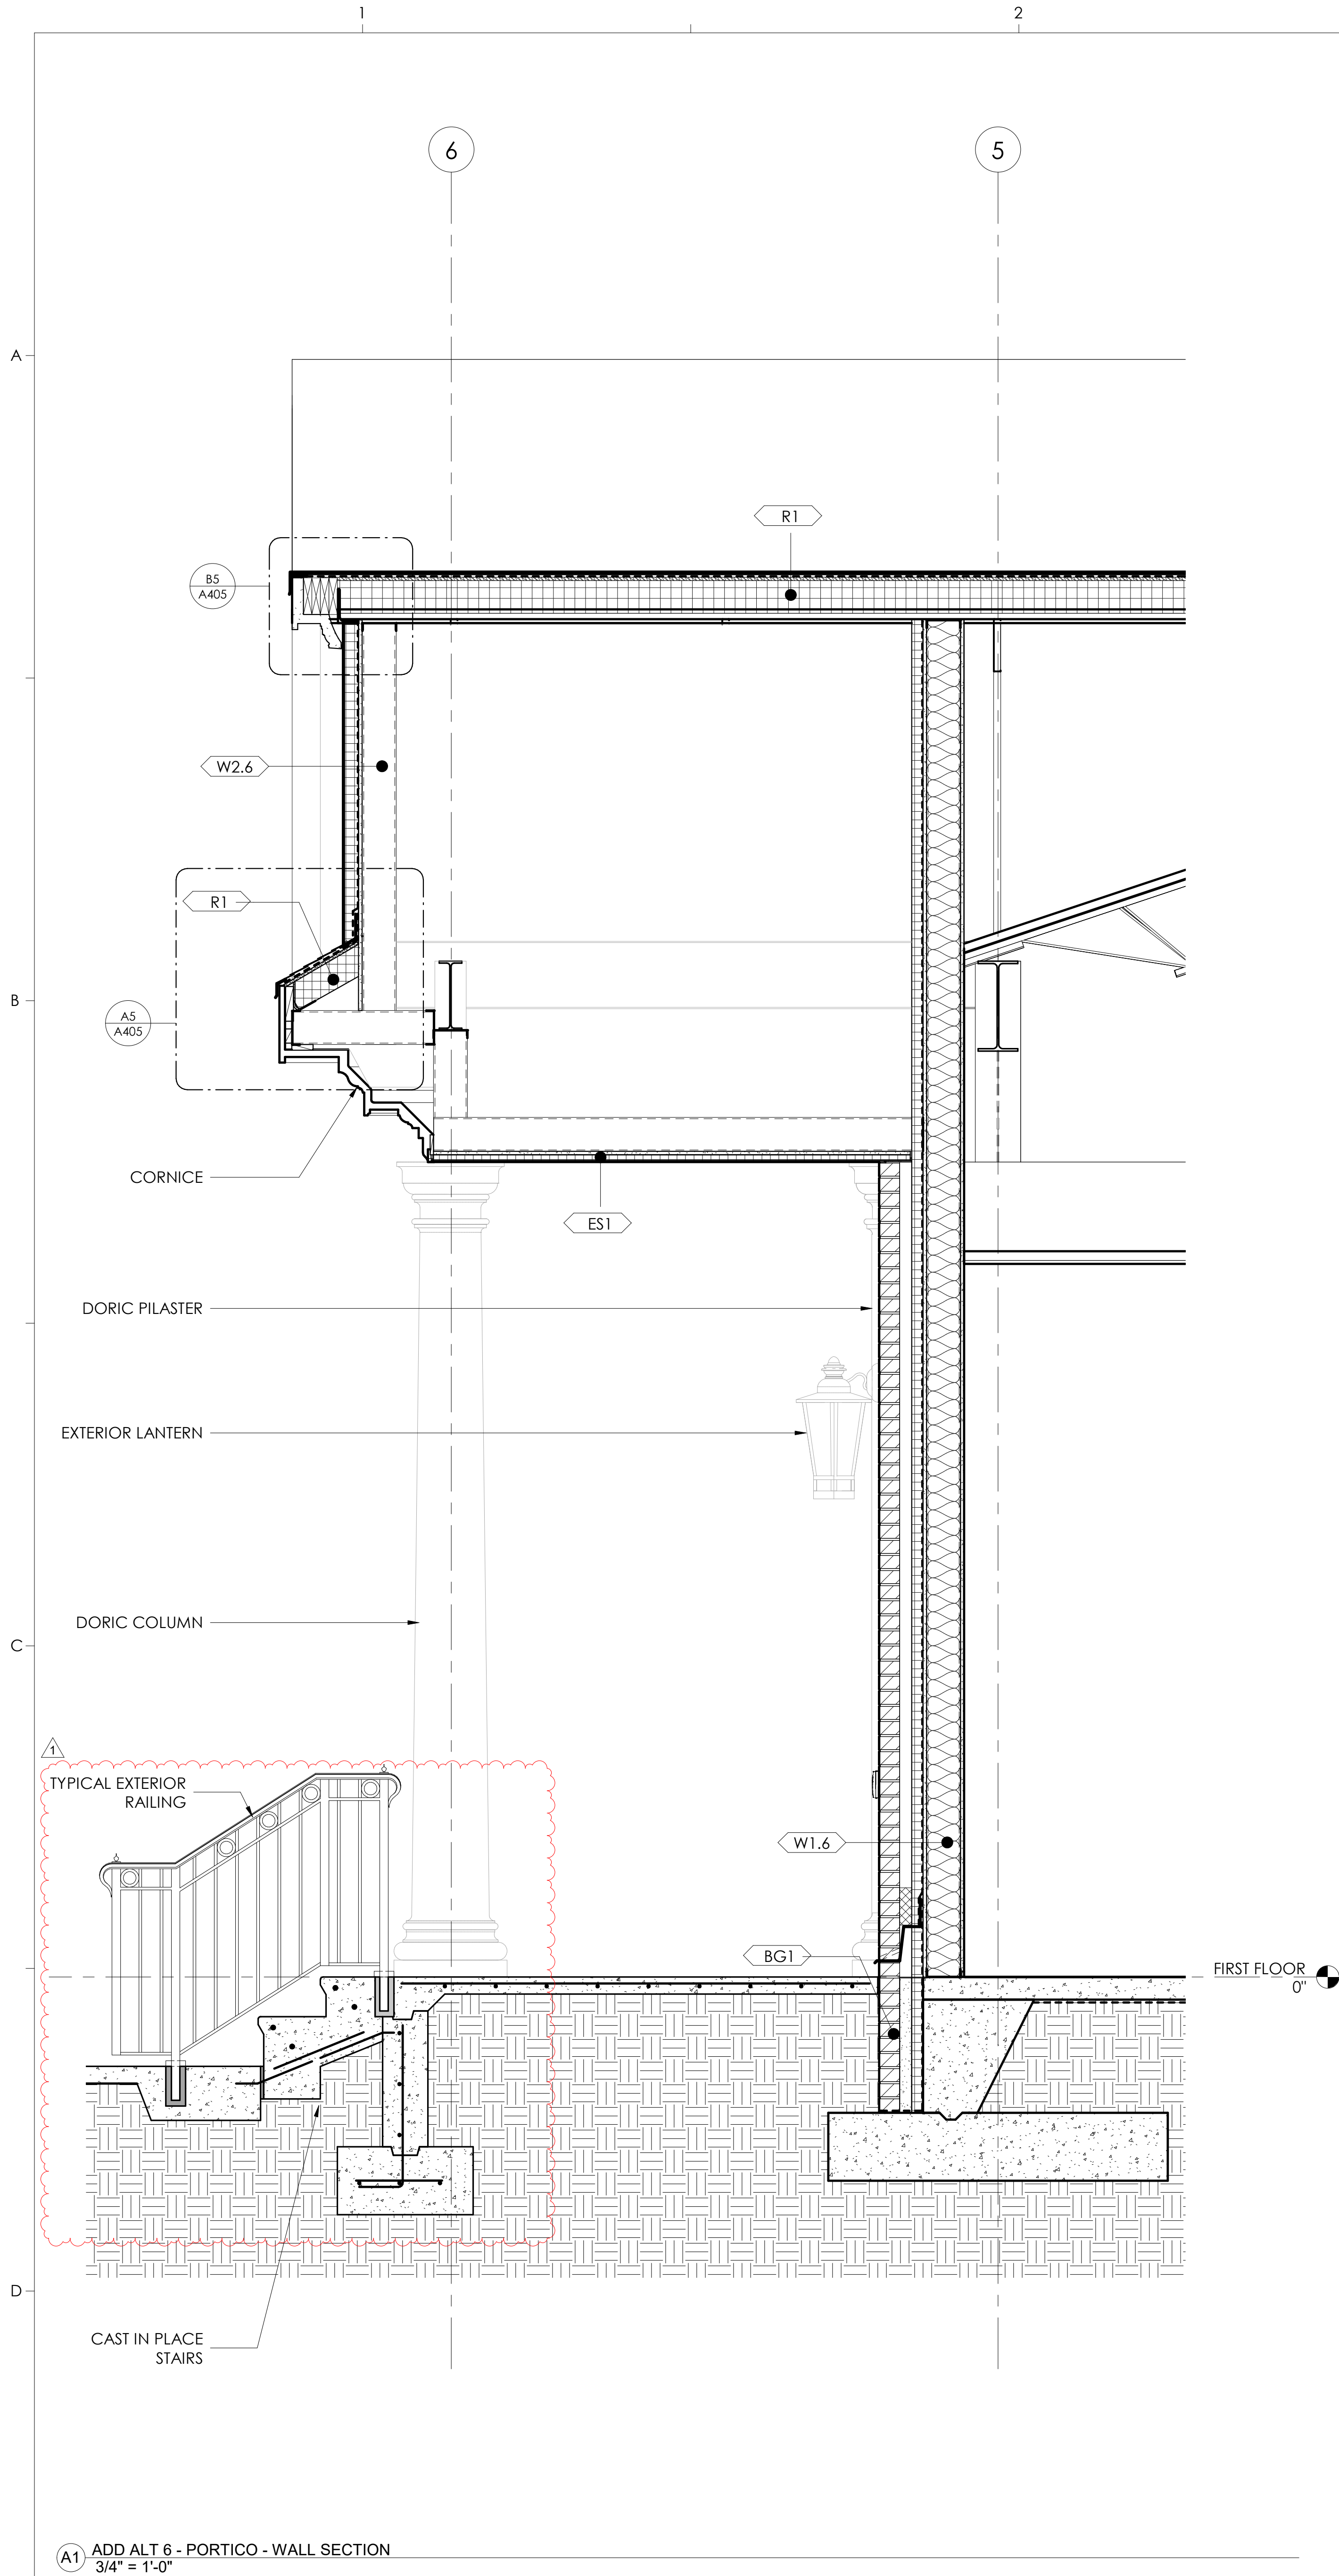 1
2
6
5
A
R1
B5
A405
W2.6
R1
B
A5
A405
CORNICE
ES1
DORIC PILASTER
EXTERIOR LANTERN
DORIC COLUMN
C
1
TYPICAL EXTERIOR
RAILING
W1.6
BG1
FIRST FLOOR
0"
D
CAST IN PLACE
STAIRS
A1
ADD ALT 6 - PORTICO - WALL SECTION
3/4" = 1'-0"